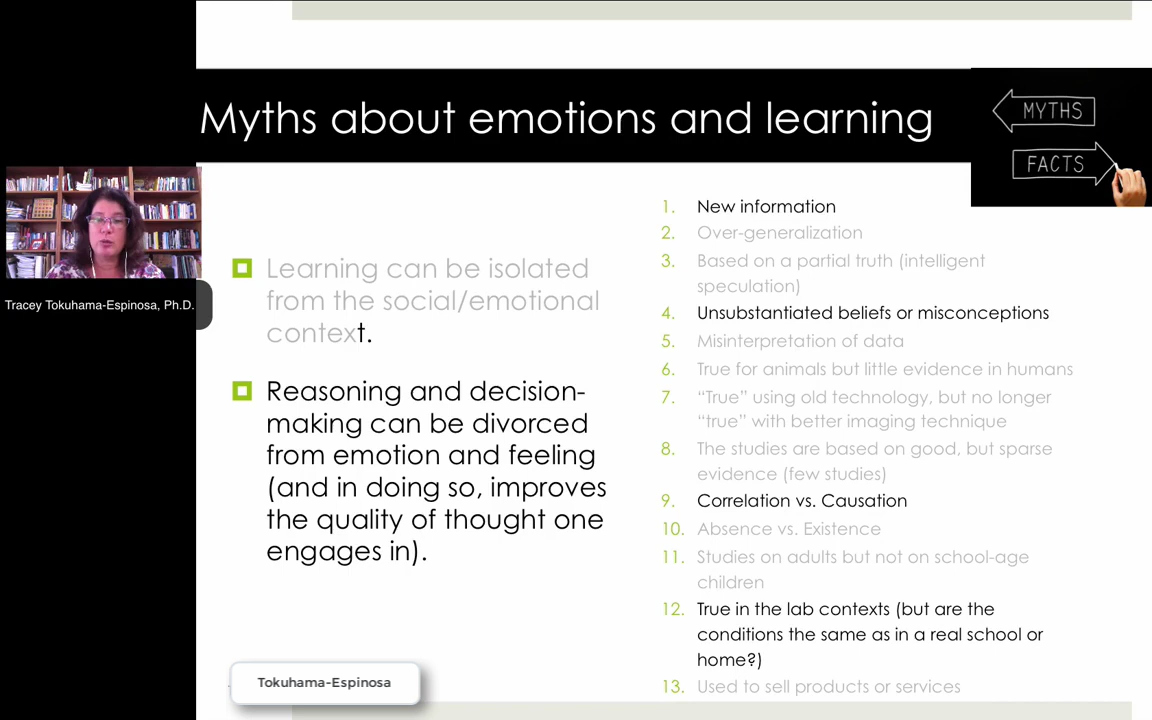 Myths about emotions and learning
MYTHS
FACTS
Tracey Tokuhama-Espinosa, Ph.D.
Learning can be isolated
from the social/emotional
context.
Reasoning and decision-
making can be divorced
from emotion and feeling
(and in doing so, improves
the quality of thought one
engages in).
1. New information
2. Over-generalization
3. Based on a partial truth (intelligent
speculation)
4. Unsubstantiated beliefs or misconceptions
5. Misinterpretation of data
6. True for animals but little evidence in humans
7. “True” using old technology, but no longer
“true” with better imaging technique
8. The studies are based on good, but sparse
evidence (few studies)
9. Correlation vs. Causation
10. Absence vs. Existence
11. Studies on adults but not on school-age
children
12. True in the lab contexts (but are the
conditions the same as in a real school or
home?)
13. Used to sell products or services
Tokuhama-Espinosa